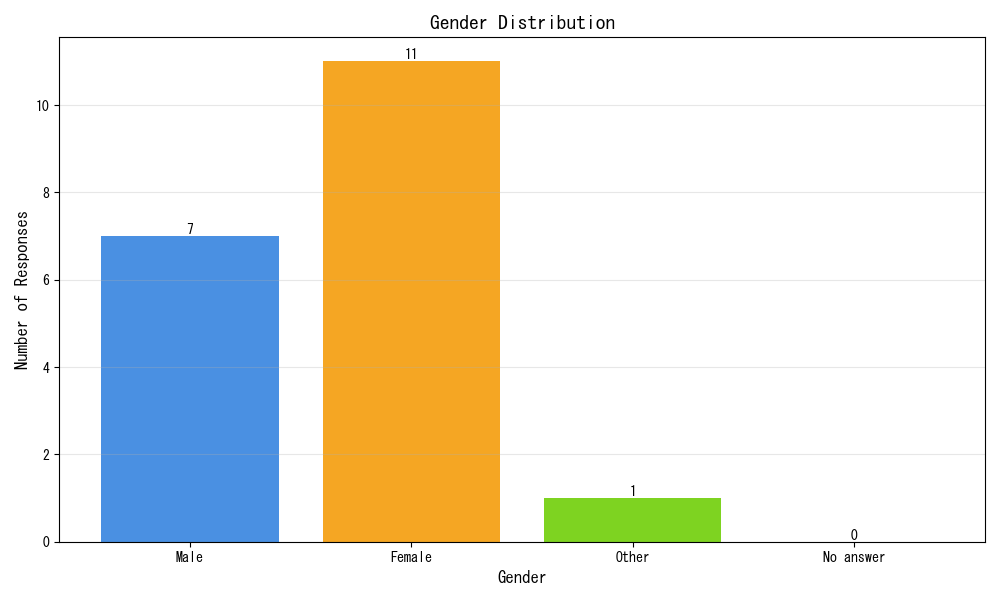 Gender Distribution
Number of Responses
10
8
6
4
2
0
7
11
1
0
Male
Female
Other
No answer
Gender